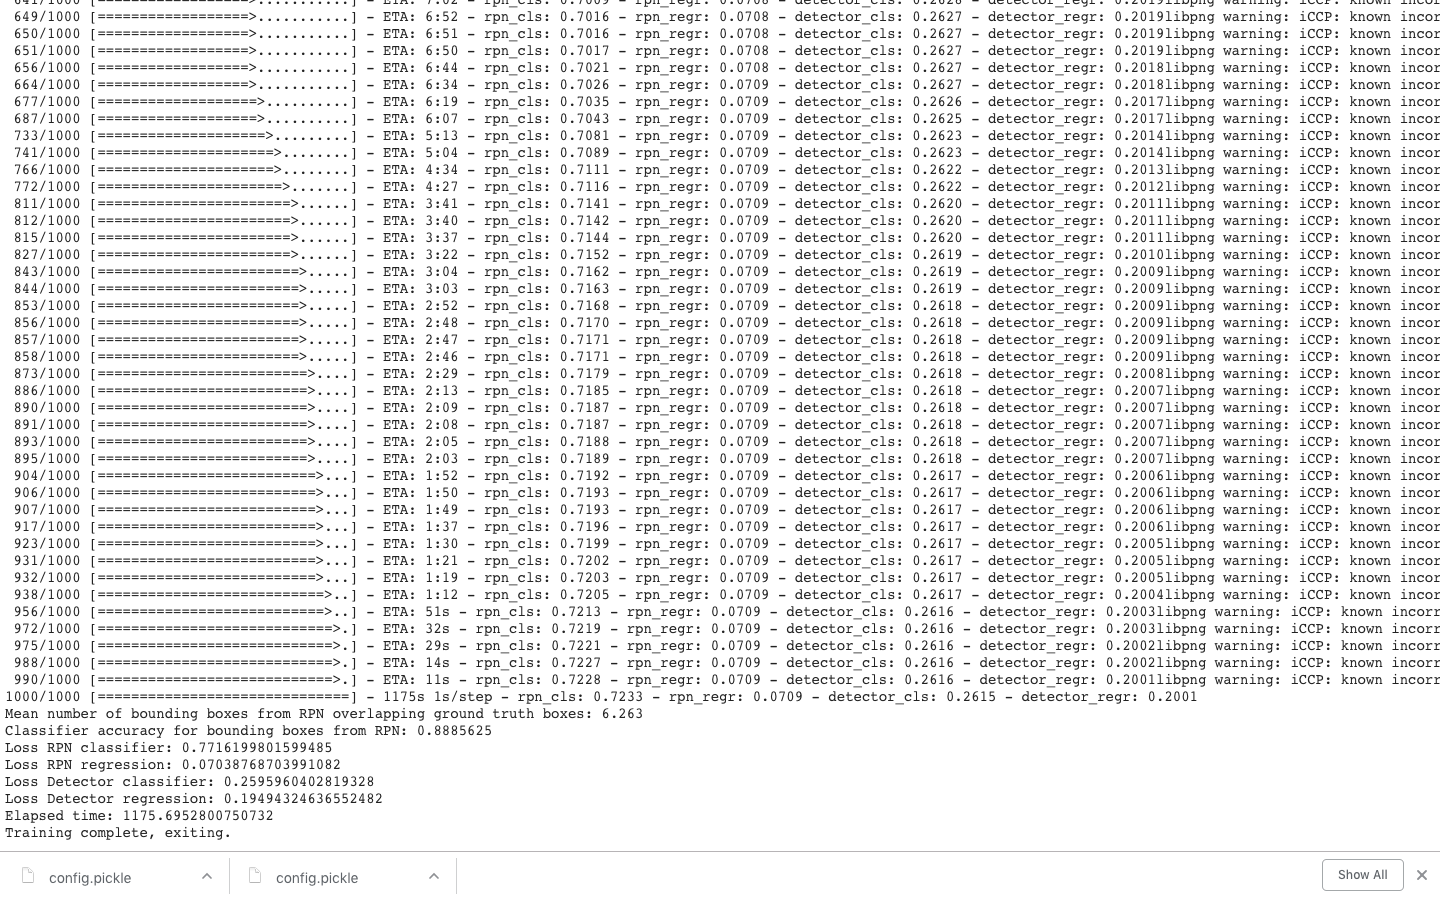 641/1000 [==================>...........] - ETA: 7:02 - rpn_cls: 0.7009 - rpn_regr: 0.0708 - detector_cls: 0.2628 - detector_regr: 0.2019libpng warning: iCCP: known incor
649/1000 [==================>...........] - ETA: 6:52 - rpn_cls: 0.7016 - rpn_regr: 0.0708 - detector_cls: 0.2627 - detector_regr: 0.2019libpng warning: iCCP: known incor
650/1000 [==================>...........] - ETA: 6:51 - rpn_cls: 0.7016 - rpn_regr: 0.0708 - detector_cls: 0.2627 - detector_regr: 0.2019libpng warning: iCCP: known incor
651/1000 [==================>...........] - ETA: 6:50 - rpn_cls: 0.7017 - rpn_regr: 0.0708 - detector_cls: 0.2627 - detector_regr: 0.2019libpng warning: iCCP: known incor
656/1000 [==================>...........] - ETA: 6:44 - rpn_cls: 0.7021 - rpn_regr: 0.0708 - detector_cls: 0.2627 - detector_regr: 0.2018libpng warning: iCCP: known incor
664/1000 [==================>...........] - ETA: 6:34 - rpn_cls: 0.7026 - rpn_regr: 0.0709 - detector_cls: 0.2627 - detector_regr: 0.2018libpng warning: iCCP: known incor
677/1000 [===================>..........] - ETA: 6:19 - rpn_cls: 0.7035 - rpn_regr: 0.0709 - detector_cls: 0.2626 - detector_regr: 0.2017libpng warning: iCCP: known incor
687/1000 [===================>..........] - ETA: 6:07 - rpn_cls: 0.7043 - rpn_regr: 0.0709 - detector_cls: 0.2625 - detector_regr: 0.2017libpng warning: iCCP: known incor
733/1000 [====================>.........] - ETA: 5:13 - rpn_cls: 0.7081 - rpn_regr: 0.0709 - detector_cls: 0.2623 - detector_regr: 0.2014libpng warning: iCCP: known incor
741/1000 [=====================>........] - ETA: 5:04 - rpn_cls: 0.7089 - rpn_regr: 0.0709 - detector_cls: 0.2623 - detector_regr: 0.2014libpng warning: iCCP: known incor
766/1000 [=====================>........] - ETA: 4:34 - rpn_cls: 0.7111 - rpn_regr: 0.0709 - detector_cls: 0.2622 - detector_regr: 0.2013libpng warning: iCCP: known incor
772/1000 [======================>.......] - ETA: 4:27 - rpn_cls: 0.7116 - rpn_regr: 0.0709 - detector_cls: 0.2622 - detector_regr: 0.2012libpng warning: iCCP: known incor
811/1000 [=======================>......] - ETA: 3:41 - rpn_cls: 0.7141 - rpn_regr: 0.0709 - detector_cls: 0.2620 - detector_regr: 0.2011libpng warning: iCCP: known incor
812/1000 [=======================>......] - ETA: 3:40 - rpn_cls: 0.7142 - rpn_regr: 0.0709 - detector_cls: 0.2620 - detector_regr: 0.2011libpng warning: iCCP: known incor
815/1000 [=======================>......] - ETA: 3:37 - rpn_cls: 0.7144 - rpn_regr: 0.0709 - detector_cls: 0.2620 - detector_regr: 0.2011libpng warning: iCCP: known incor
827/1000 [=======================>......] - ETA: 3:22 - rpn_cls: 0.7152 - rpn_regr: 0.0709 - detector_cls: 0.2619 - detector_regr: 0.2010libpng warning: iCCP: known incor
843/1000 [========================>.....] - ETA: 3:04 - rpn_cls: 0.7162 - rpn_regr: 0.0709 - detector_cls: 0.2619 - detector_regr: 0.2009libpng warning: iCCP: known incor
844/1000 [========================>.....] - ETA: 3:03 - rpn_cls: 0.7163 - rpn_regr: 0.0709 - detector_cls: 0.2619 - detector_regr: 0.2009libpng warning: iCCP: known incor
853/1000 [========================>.....] - ETA: 2:52 - rpn_cls: 0.7168 - rpn_regr: 0.0709 - detector_cls: 0.2618 - detector_regr: 0.2009libpng warning: iCCP: known incor
856/1000 [========================>.....] - ETA: 2:48 - rpn_cls: 0.7170 - rpn_regr: 0.0709 - detector_cls: 0.2618 - detector_regr: 0.2009libpng warning: iCCP: known incor
857/1000 [========================>.....] - ETA: 2:47 - rpn_cls: 0.7171 - rpn_regr: 0.0709 - detector_cls: 0.2618 - detector_regr: 0.2009libpng warning: iCCP: known incor
858/1000 [========================>.....] - ETA: 2:46 - rpn_cls: 0.7171 - rpn_regr: 0.0709 - detector_cls: 0.2618 - detector_regr: 0.2009libpng warning: iCCP: known incor
873/1000 [=========================>....] - ETA: 2:29 - rpn_cls: 0.7179 - rpn_regr: 0.0709 - detector_cls: 0.2618 - detector_regr: 0.2008libpng warning: iCCP: known incor
886/1000 [=========================>....] - ETA: 2:13 - rpn_cls: 0.7185 - rpn_regr: 0.0709 - detector_cls: 0.2618 - detector_regr: 0.2007libpng warning: iCCP: known incor
890/1000 [=========================>....] - ETA: 2:09 - rpn_cls: 0.7187 - rpn_regr: 0.0709 - detector_cls: 0.2618 - detector_regr: 0.2007libpng warning: iCCP: known incor
891/1000 [=========================>....] - ETA: 2:08 - rpn_cls: 0.7187 - rpn_regr: 0.0709 - detector_cls: 0.2618 - detector_regr: 0.2007libpng warning: iCCP: known incor
893/1000 [=========================>....] - ETA: 2:05 - rpn_cls: 0.7188 - rpn_regr: 0.0709 - detector_cls: 0.2618 - detector_regr: 0.2007libpng warning: iCCP: known incor
895/1000 [=========================>....] - ETA: 2:03 - rpn_cls: 0.7189 - rpn_regr: 0.0709 - detector_cls: 0.2618 - detector_regr: 0.2007libpng warning: iCCP: known incor
904/1000 [==========================>...] - ETA: 1:52 - rpn_cls: 0.7192 - rpn_regr: 0.0709 - detector_cls: 0.2617 - detector_regr: 0.2006libpng warning: iCCP: known incor
906/1000 [==========================>...] - ETA: 1:50 - rpn_cls: 0.7193 - rpn_regr: 0.0709 - detector_cls: 0.2617 - detector_regr: 0.2006libpng warning: iCCP: known incor
907/1000 [==========================>...] - ETA: 1:49 - rpn_cls: 0.7193 - rpn_regr: 0.0709 - detector_cls: 0.2617 - detector_regr: 0.2006libpng warning: iCCP: known incor
917/1000 [==========================>...] - ETA: 1:37 - rpn_cls: 0.7196 - rpn_regr: 0.0709 - detector_cls: 0.2617 - detector_regr: 0.2006libpng warning: iCCP: known incor
923/1000 [==========================>...] - ETA: 1:30 - rpn_cls: 0.7199 - rpn_regr: 0.0709 - detector_cls: 0.2617 - detector_regr: 0.2005libpng warning: iCCP: known incor
931/1000 [==========================>...] - ETA: 1:21 - rpn_cls: 0.7202 - rpn_regr: 0.0709 - detector_cls: 0.2617 - detector_regr: 0.2005libpng warning: iCCP: known incor
932/1000 [==========================>...] - ETA: 1:19 - rpn_cls: 0.7203 - rpn_regr: 0.0709 - detector_cls: 0.2617 - detector_regr: 0.2005libpng warning: iCCP: known incor
938/1000 [===========================>..] - ETA: 1:12 - rpn_cls: 0.7205 - rpn_regr: 0.0709 - detector_cls: 0.2617 - detector_regr: 0.2004libpng warning: iCCP: known incor
956/1000 [===========================>..] - ETA: 51s - rpn_cls: 0.7213 - rpn_regr: 0.0709 - detector_cls: 0.2616 - detector_regr: 0.2003libpng warning: iCCP: known incorr
972/1000 [============================>.] - ETA: 32s - rpn_cls: 0.7219 - rpn_regr: 0.0709 - detector_cls: 0.2616 - detector_regr: 0.2003libpng warning: iCCP: known incorr
975/1000 [============================>.] - ETA: 29s - rpn_cls: 0.7221 - rpn_regr: 0.0709 - detector_cls: 0.2616 - detector_regr: 0.2002libpng warning: iCCP: known incorr
988/1000 [============================>.] - ETA: 14s - rpn_cls: 0.7227 - rpn_regr: 0.0709 - detector_cls: 0.2616 - detector_regr: 0.2002libpng warning: iCCP: known incorr
990/1000 [============================>.] - ETA: 11s - rpn_cls: 0.7228 - rpn_regr: 0.0709 - detector_cls: 0.2616 - detector_regr: 0.2001libpng warning: iCCP: known incorr
1000/1000 [==============================] - 1175s 1s/step - rpn_cls: 0.7233 - rpn_regr: 0.0709 - detector_cls: 0.2615 - detector_regr: 0.2001
Mean number of bounding boxes from RPN overlapping ground truth boxes: 6.263
Classifier accuracy for bounding boxes from RPN: 0.8885625
Loss RPN classifier: 0.7716199801599485
Loss RPN regression: 0.07038768703991082
Loss Detector classifier: 0.2595960402819328
Loss Detector regression: 0.19494324636552482
Elapsed time: 1175.6952800750732
Training complete, exiting.
config.pickle
config.pickle
Show All